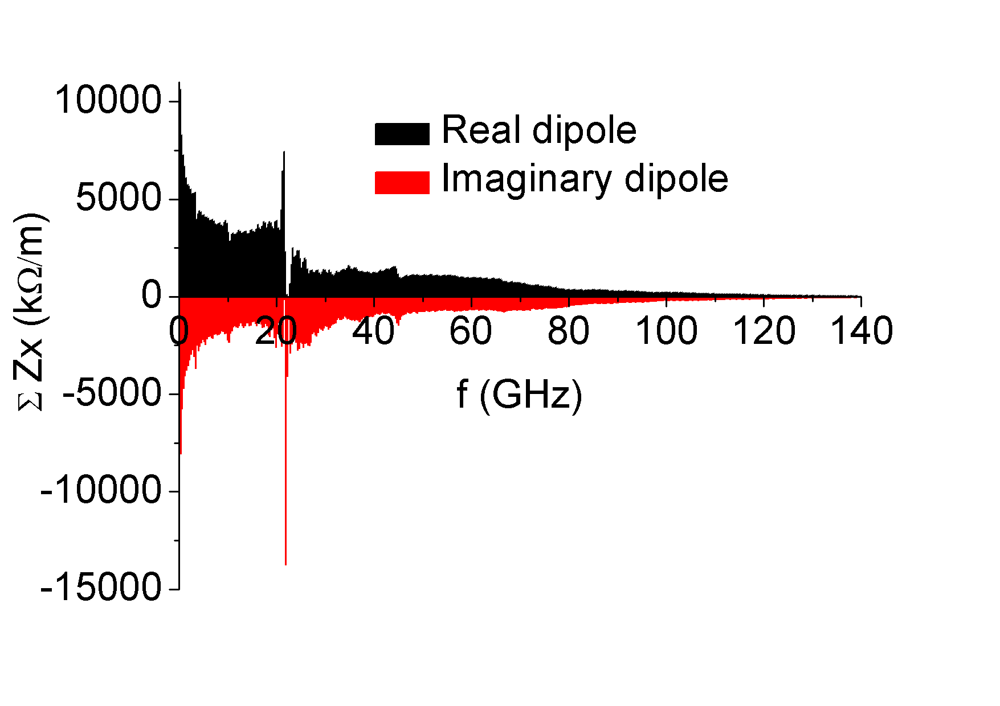 Σ Zx (kΩ/m)
10000
5000
0
-5000
-10000
-15000
Real dipole
Imaginary dipole
0 20 40 60 80 100 120 140
f (GHz)